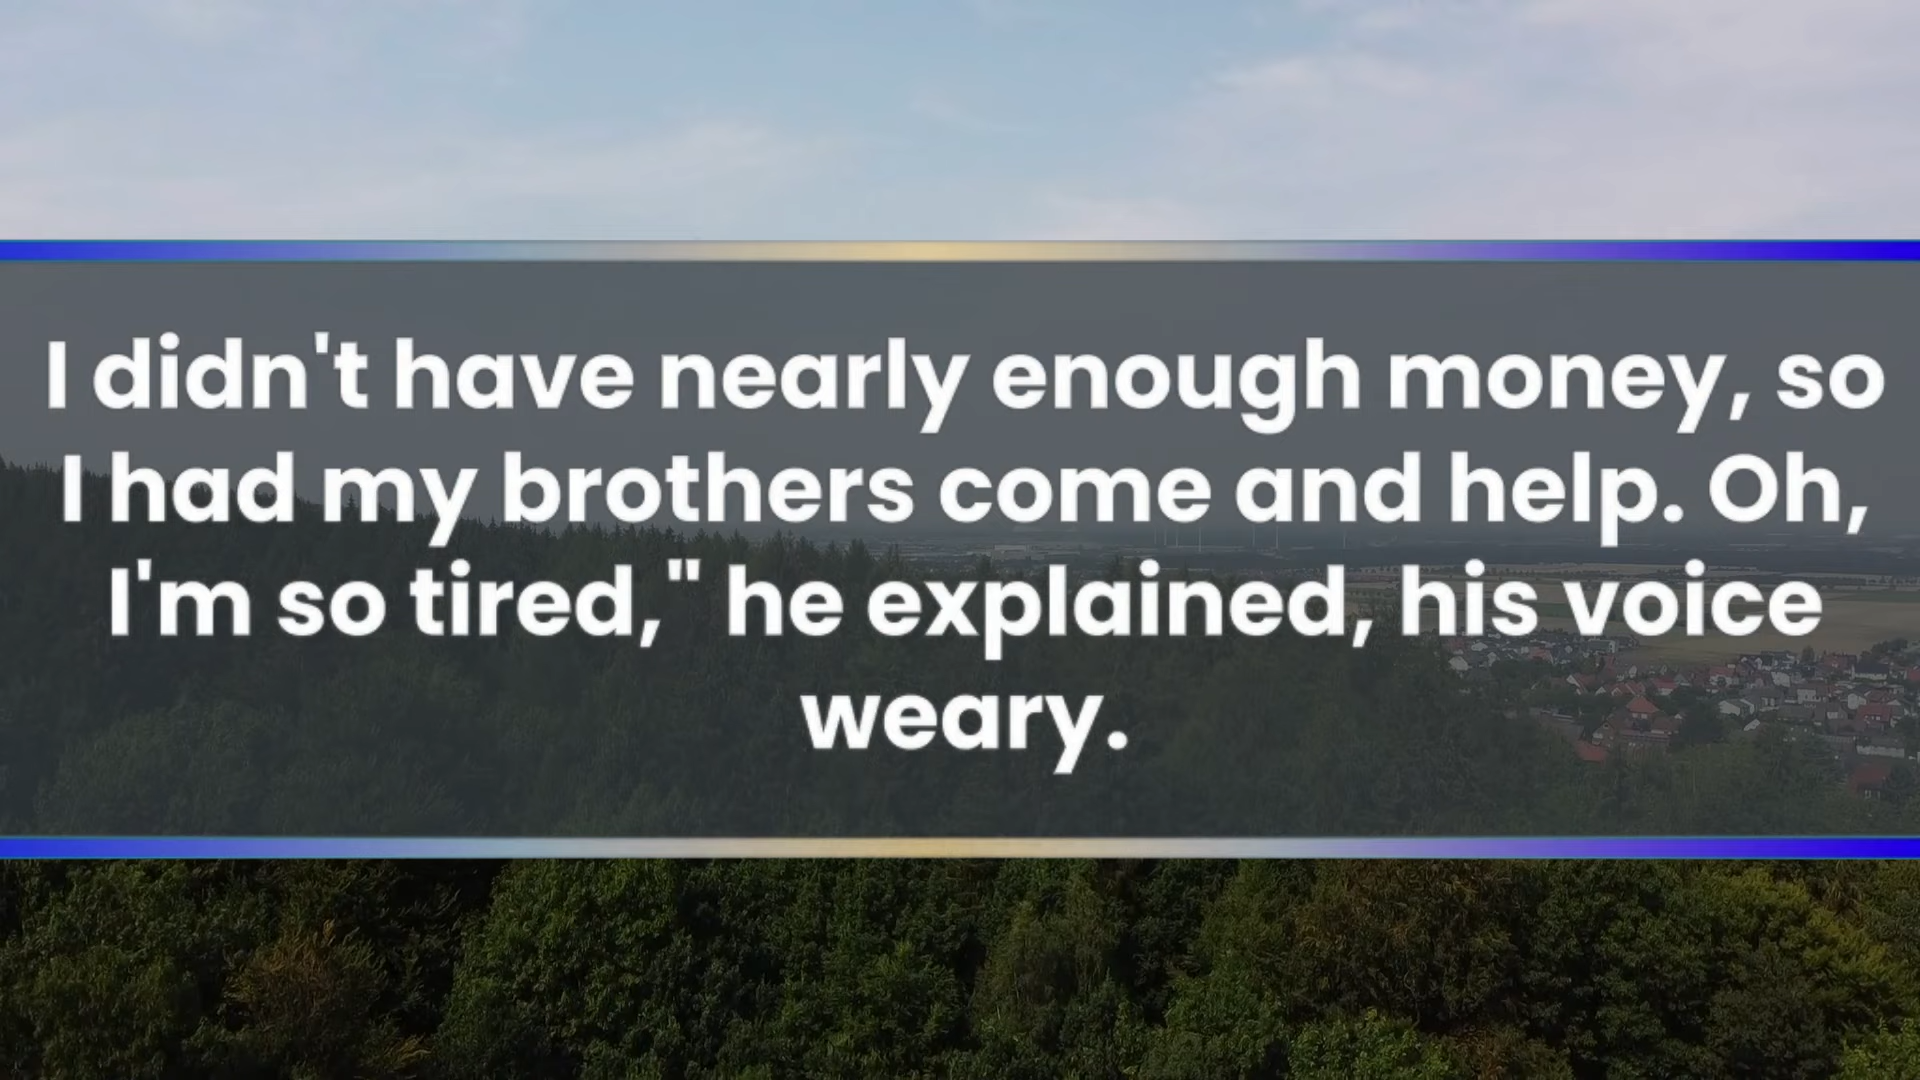 I didn't have nearly enough money, so
I had my brothers come and help. Oh,
I'm so tired," he explained, his voice
weary.